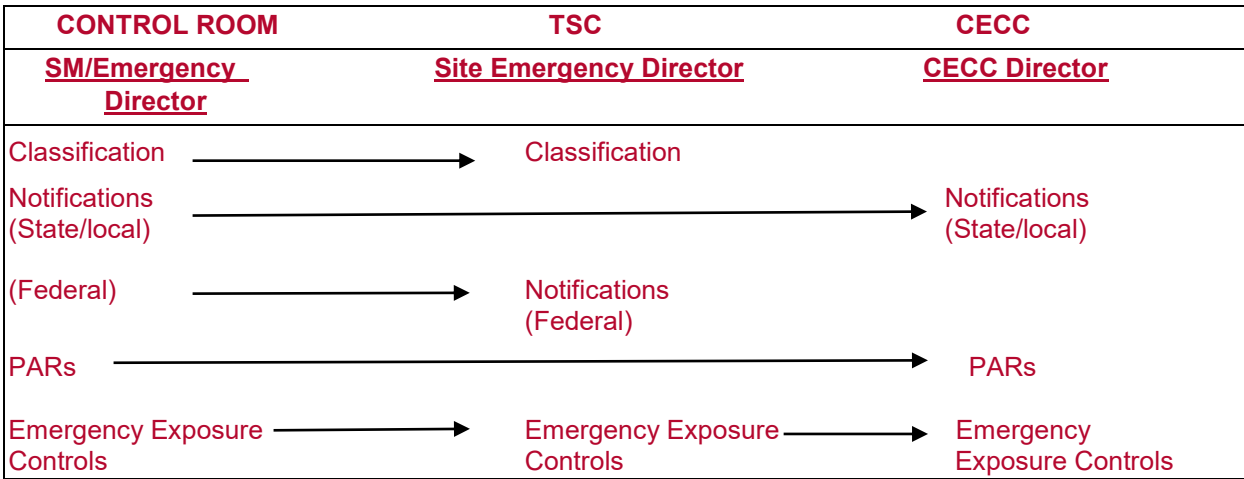 CONTROL ROOM TSC CECC
SM/Emergency Site Emergency Director CECC Director
Director
Classification Classification
Notifications Notifications
(State/local) (State/local)
(Federal) Notifications
(Federal)
PARs PARs
Emergency Exposure Emergency Exposure Emergency
Controls Controls Exposure Controls